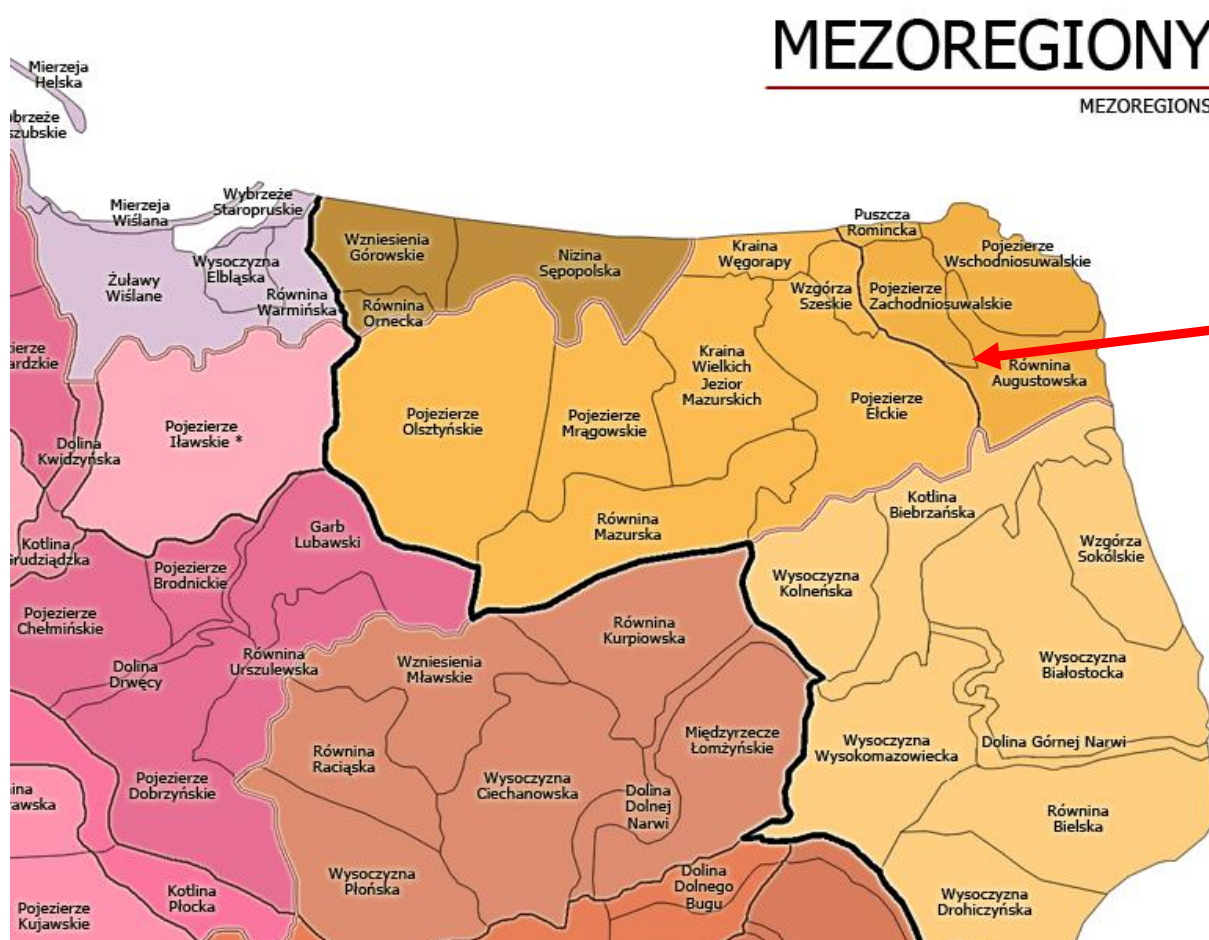 MEZOREGIONY
MEZOREGIONS
Mierzeja
Helska
Mierzeja
Wiślana
Wybrzeże
Staropruskie
Wysoczyzna
Elbląska
Żuławy
Wiślane
Równina
Warmińska
Wzniesienia
Górowskie
Równina
Ornecka
Nizina
Sępopolska
Kraina
Węgorapy
Puszcza
Romincka
Pojezierze
Wschodniosuwalskie
Wzgórza
Szeskie
Pojezierze
Zachodniosuwalskie
Równina
Augustowska
Kraina
Wielkich
Jezior
Mazurskich
Pojezierze
Ełckie
Pojezierze
Olsztyńskie
Pojezierze
Mrągowskie
Pojezierze
Iławskie *
Dolina
Kwidzyńska
Równina
Mazurska
Kotlina
Biebrzańska
Wzgórza
Sokólskie
Garb
Lubawski
Kotlina
Pojezierze
Brodnickie
Wysoczyzna
Kolneńska
Pojezierze
Chełmińskie
Równina
Kurpiowska
Dolina
Drwęcy
Równina
Urszulewska
Wzniesienia
Mławskie
Wysoczyzna
Białostocka
Międzyrzecze
Łomżyńskie
Wysoczyzna
Wysokomazowiecka
Dolina Górnej Narwi
Równina
Raciąska
Pojezierze
Dobrzyńskie
Wysoczyzna
Ciechanowska
Dolina
Dolnej
Narwi
Równina
Bielska
Wysoczyzna
Płońska
Dolina
Dolnego
Bugu
Kotlina
Płocka
Wysoczyzna
Drohiczyńska
Pojezierze
Kujawskie